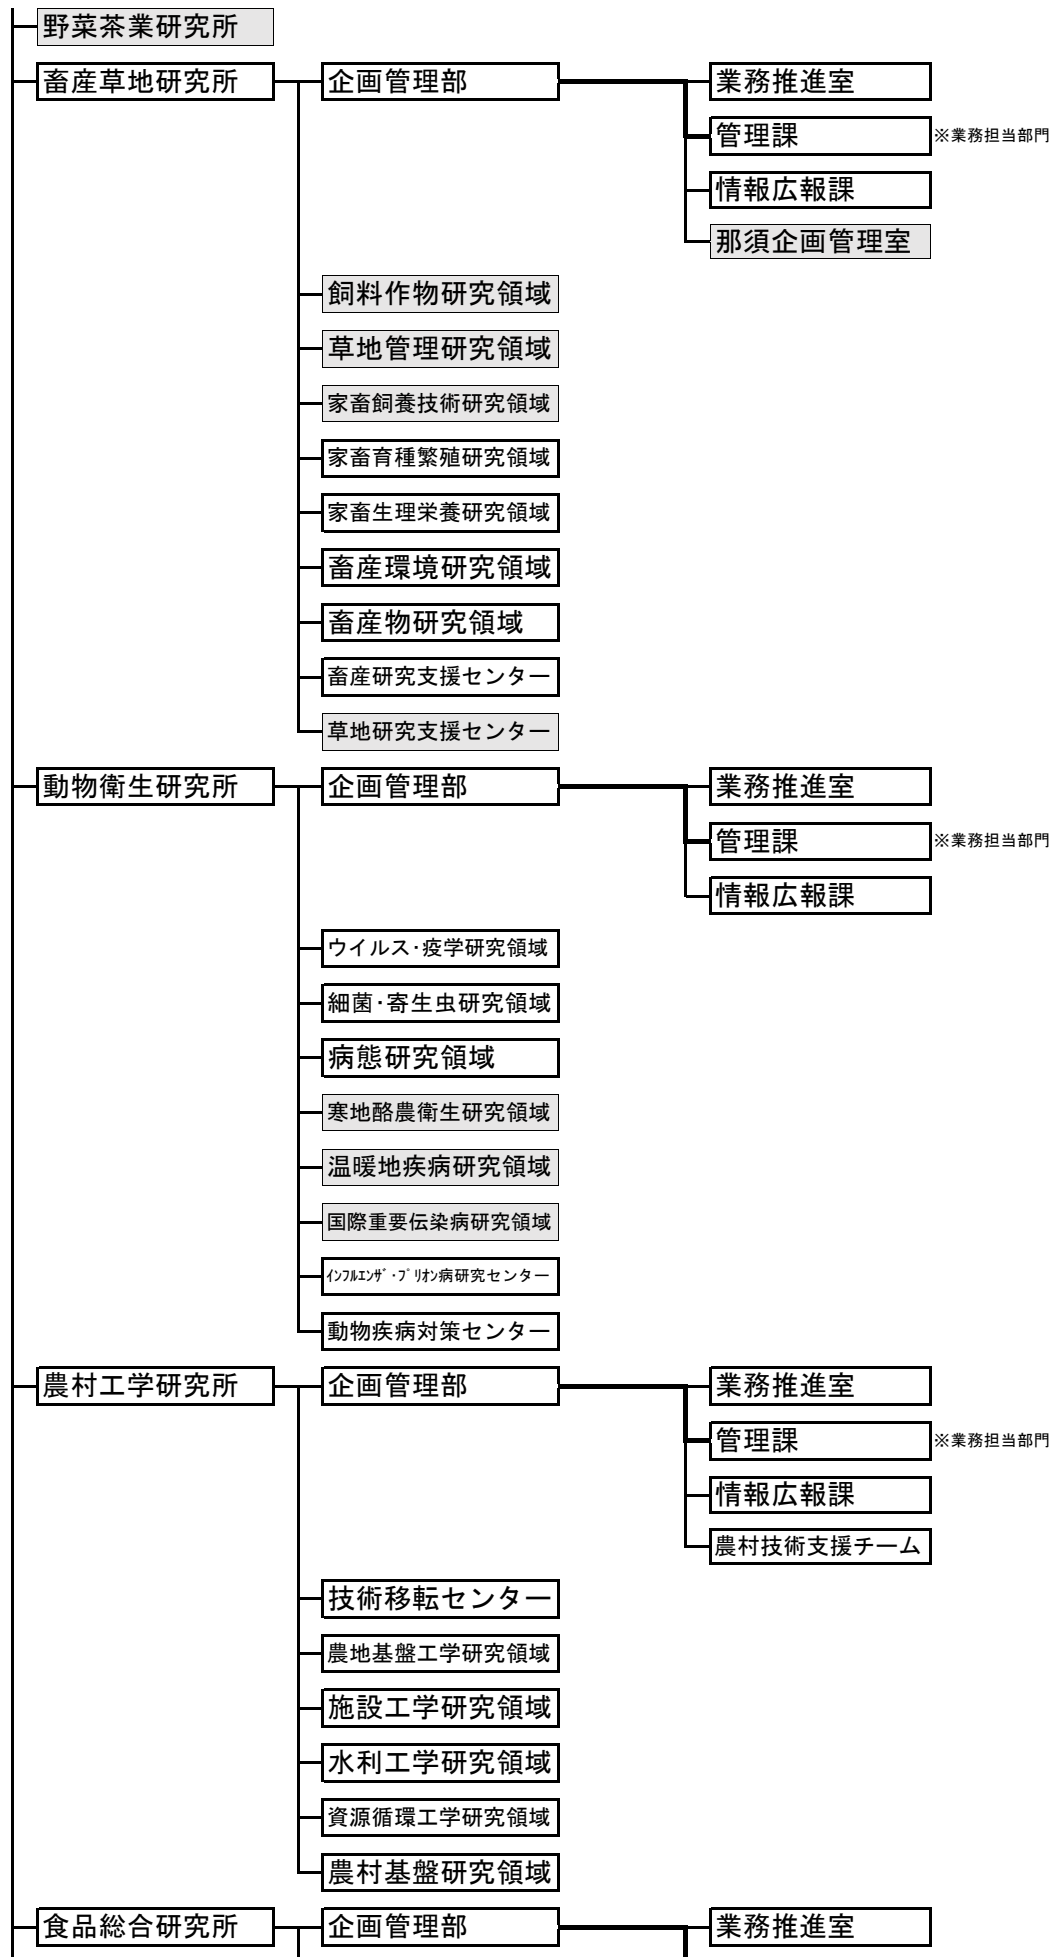 野菜茶業研究所
畜産草地研究所 企画管理部 業務推進室
管理課 ※業務担当部門
情報広報課
那須企画管理室
飼料作物研究領域
草地管理研究領域
家畜飼養技術研究領域
家畜育種繁殖研究領域
家畜生理栄養研究領域
畜産環境研究領域
畜産物研究領域
畜産研究支援センター
草地研究支援センター
動物衛生研究所 企画管理部 業務推進室
管理課 ※業務担当部門
情報広報課
ウイルス･疫学研究領域
細菌･寄生虫研究領域
病態研究領域
寒地酪農衛生研究領域
温暖地疾病研究領域
国際重要伝染病研究領域
ｲﾝﾌﾙｴﾝｻﾞ･ﾌﾟﾘｵﾝ病研究センター
動物疾病対策センター
農村工学研究所 企画管理部 業務推進室
管理課 ※業務担当部門
情報広報課
農村技術支援チーム
技術移転センター
農地基盤工学研究領域
施設工学研究領域
水利工学研究領域
資源循環工学研究領域
農村基盤研究領域
食品総合研究所 企画管理部 業務推進室